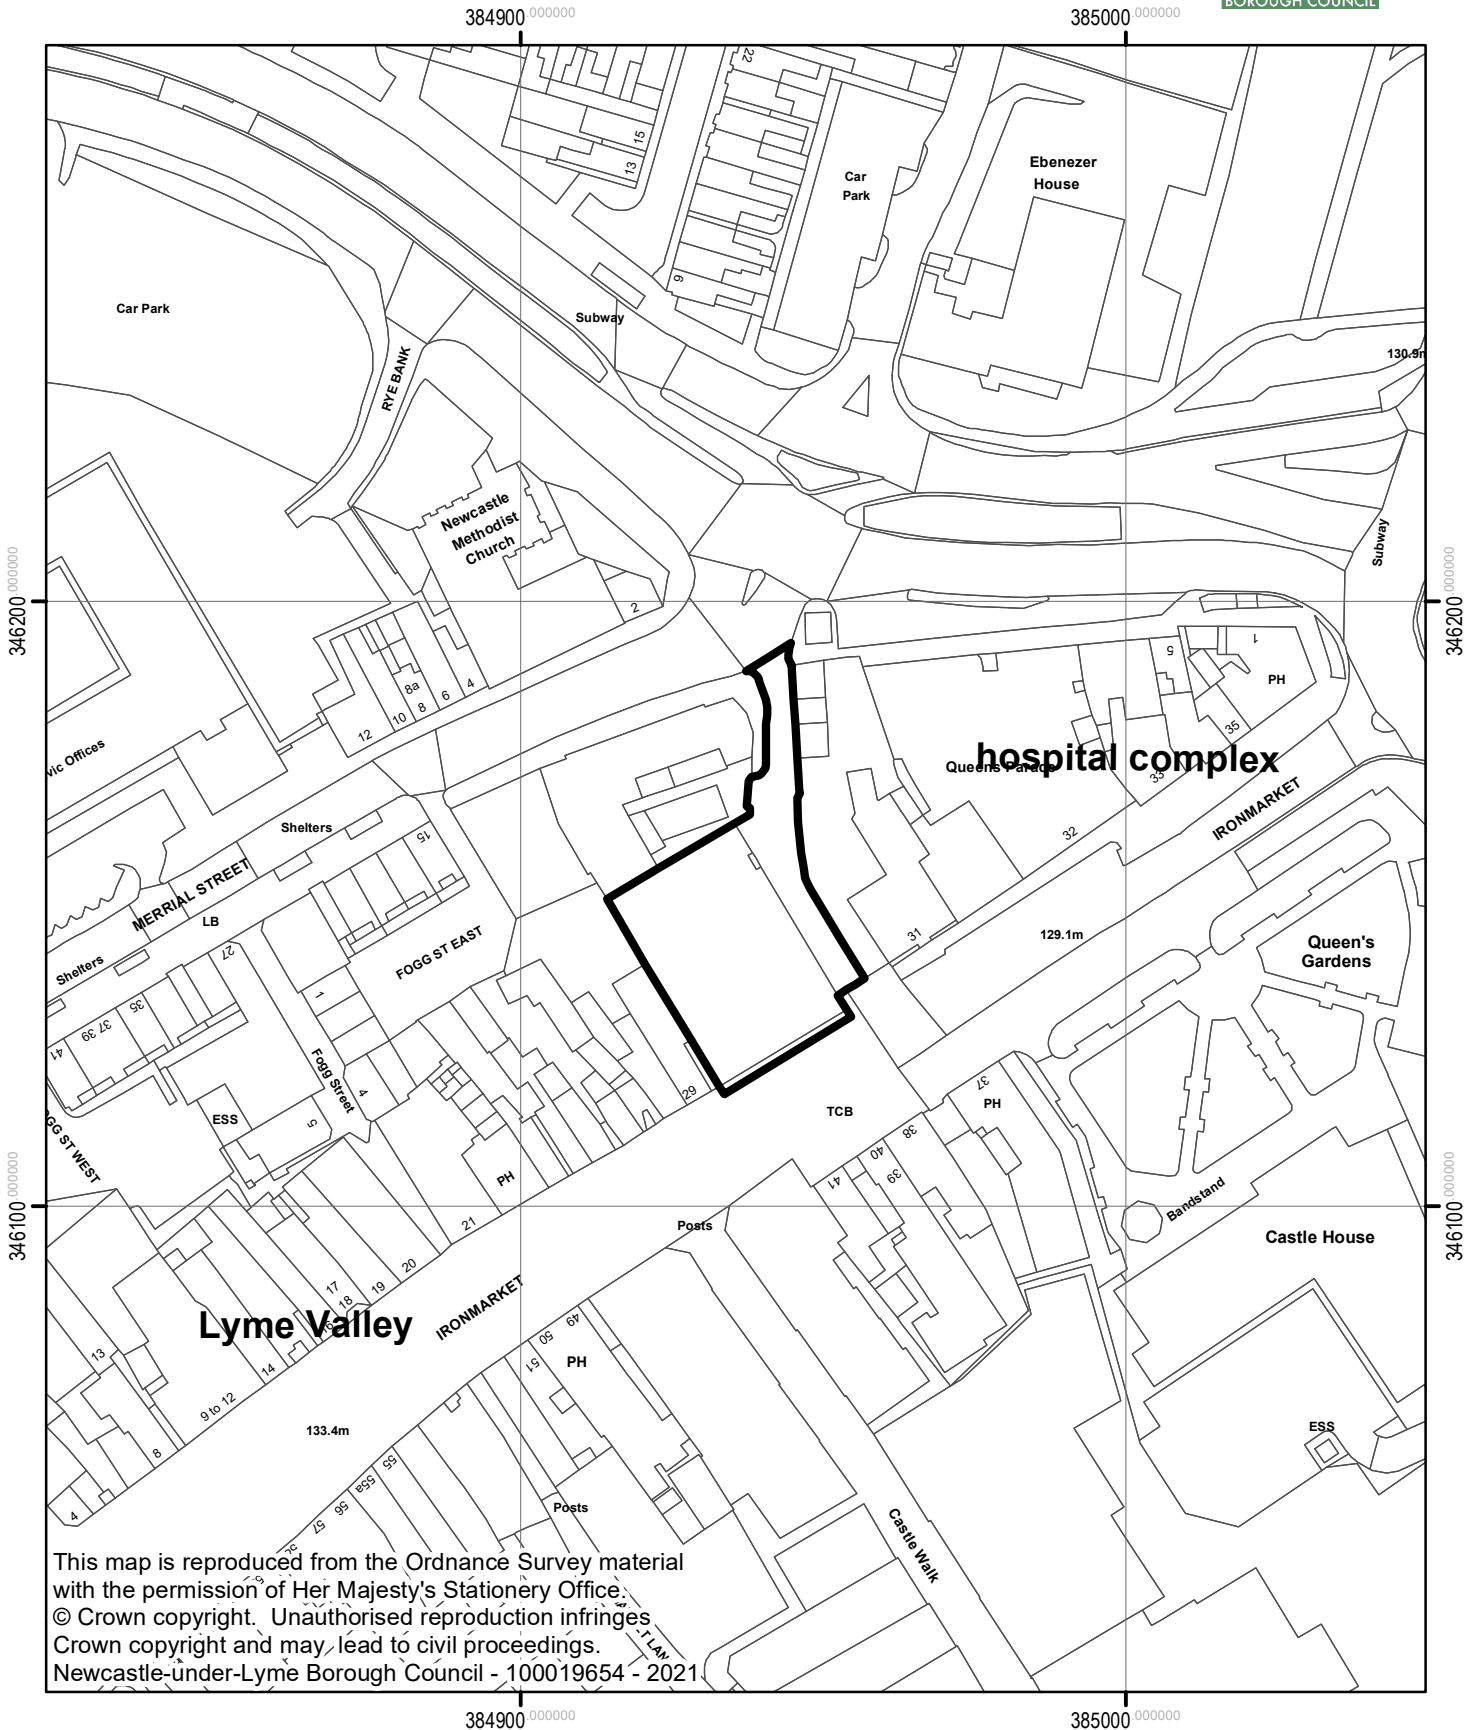 BOROUGH COUNCIL
384900.000000
385000.000000
22
15
13
Car
Park
Ebenezer
House
9
Car Park
Subway
RYE BANK
130.9m
Newcastle
Methodist
Church
Subway
346200.000000
346200.000000
2
1
5
PH
8a
4
6
8
10
12
35
hospital complex
Queens Parade
33
vic Offices
IRONMARKET
Shelters
15
32
MERRIAL STREET
LB
31
129.1m
Queen's
Gardens
FOGG ST EAST
27
Shelters
1
35
37 39
41
Fogg Street
4
29
37
PH
TCB
ESS
5
38
40
39
41
OGG ST WEST
PH
Bandstand
346100.000000
346100.000000
21
Posts
Castle House
20
19
17
18
16
Lyme Valley
IRONMARKET
49
50
51
PH
13
14
9 to 12
133.4m
8
ESS
55
55a
56
57
4
Posts
Castle Walk
This map is reproduced from the Ordnance Survey material
with the permission of Her Majesty's Stationery Office.
© Crown copyright. Unauthorised reproduction infringes
Crown copyright and may lead to civil proceedings.
Newcastle-under-Lyme Borough Council - 100019654 - 2021
384900.000000
385000.000000